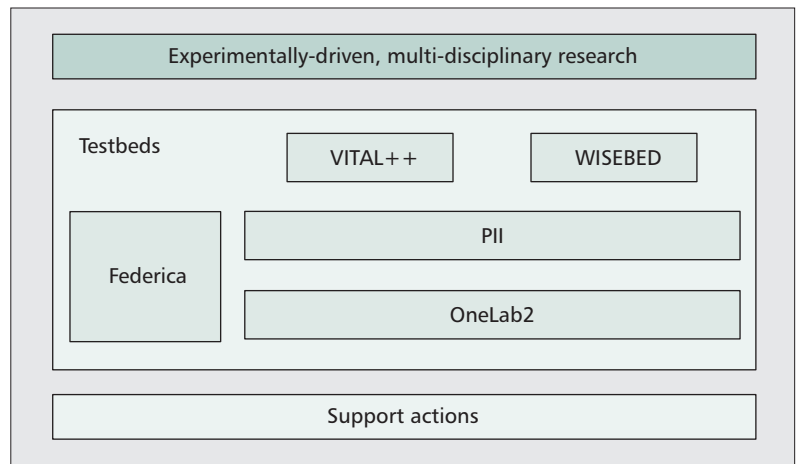 Experimentally-driven, multi-disciplinary research
Testbeds
VITAL++
WISEBED
Federica
PII
OneLab2
Support actions